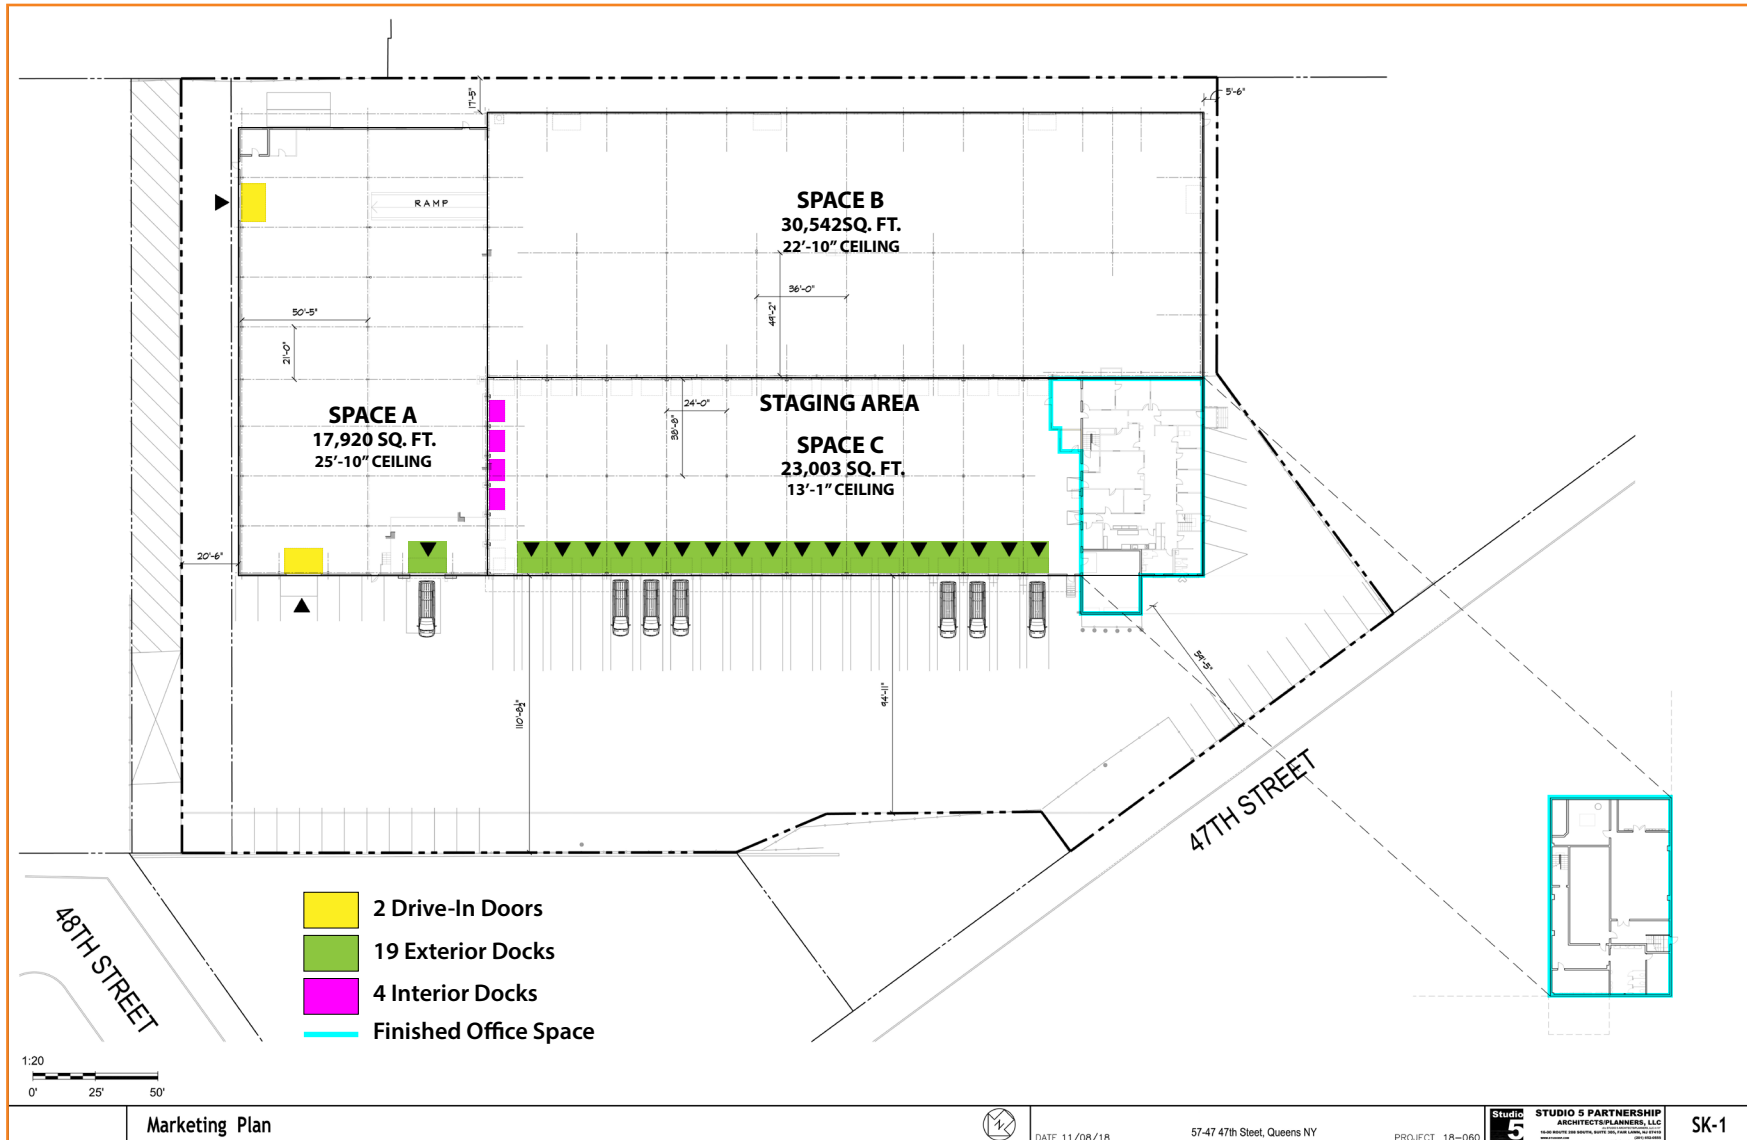 17'-5"
5'-6"
RAMP
SPACE B
30,542SQ. FT.
22'-10" CEILING
36'-0"
49'-2"
50'-5"
21'-0"
SPACE A
17,920 SQ. FT.
25'-10" CEILING
24'-0"
38'-8"
STAGING AREA
SPACE C
23,003 SQ. FT.
13'-1" CEILING
20'-6"
110'-8½"
94'-11"
59'-5"
47TH STREET
48TH STREET
2 Drive-In Doors
19 Exterior Docks
4 Interior Docks
Finished Office Space
1:20
0' 25' 50'
Marketing Plan
N
DATE 11/08/18
57-47 47th Steet, Queens NY
PROJECT 18-060
Studio
5
STUDIO 5 PARTNERSHIP
ARCHITECTS/PLANNERS, LLC
SK-1